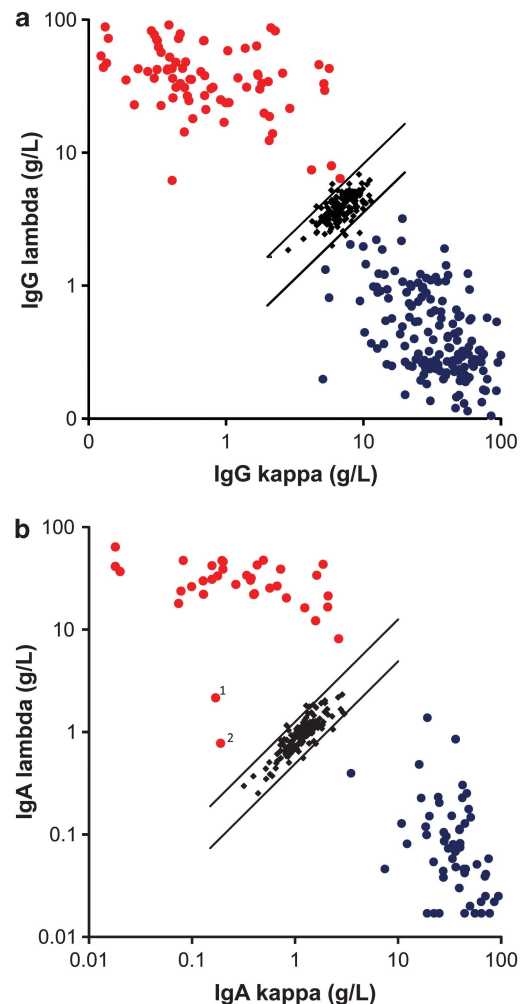 a
100
10
1
0
IgG lambda (g/L)
0 1 10 100
IgG kappa (g/L)
b
100
10
1
0.1
0.01
IgA lambda (g/L)
1
2
0.01 0.1 1 10 100
IgA kappa (g/L)